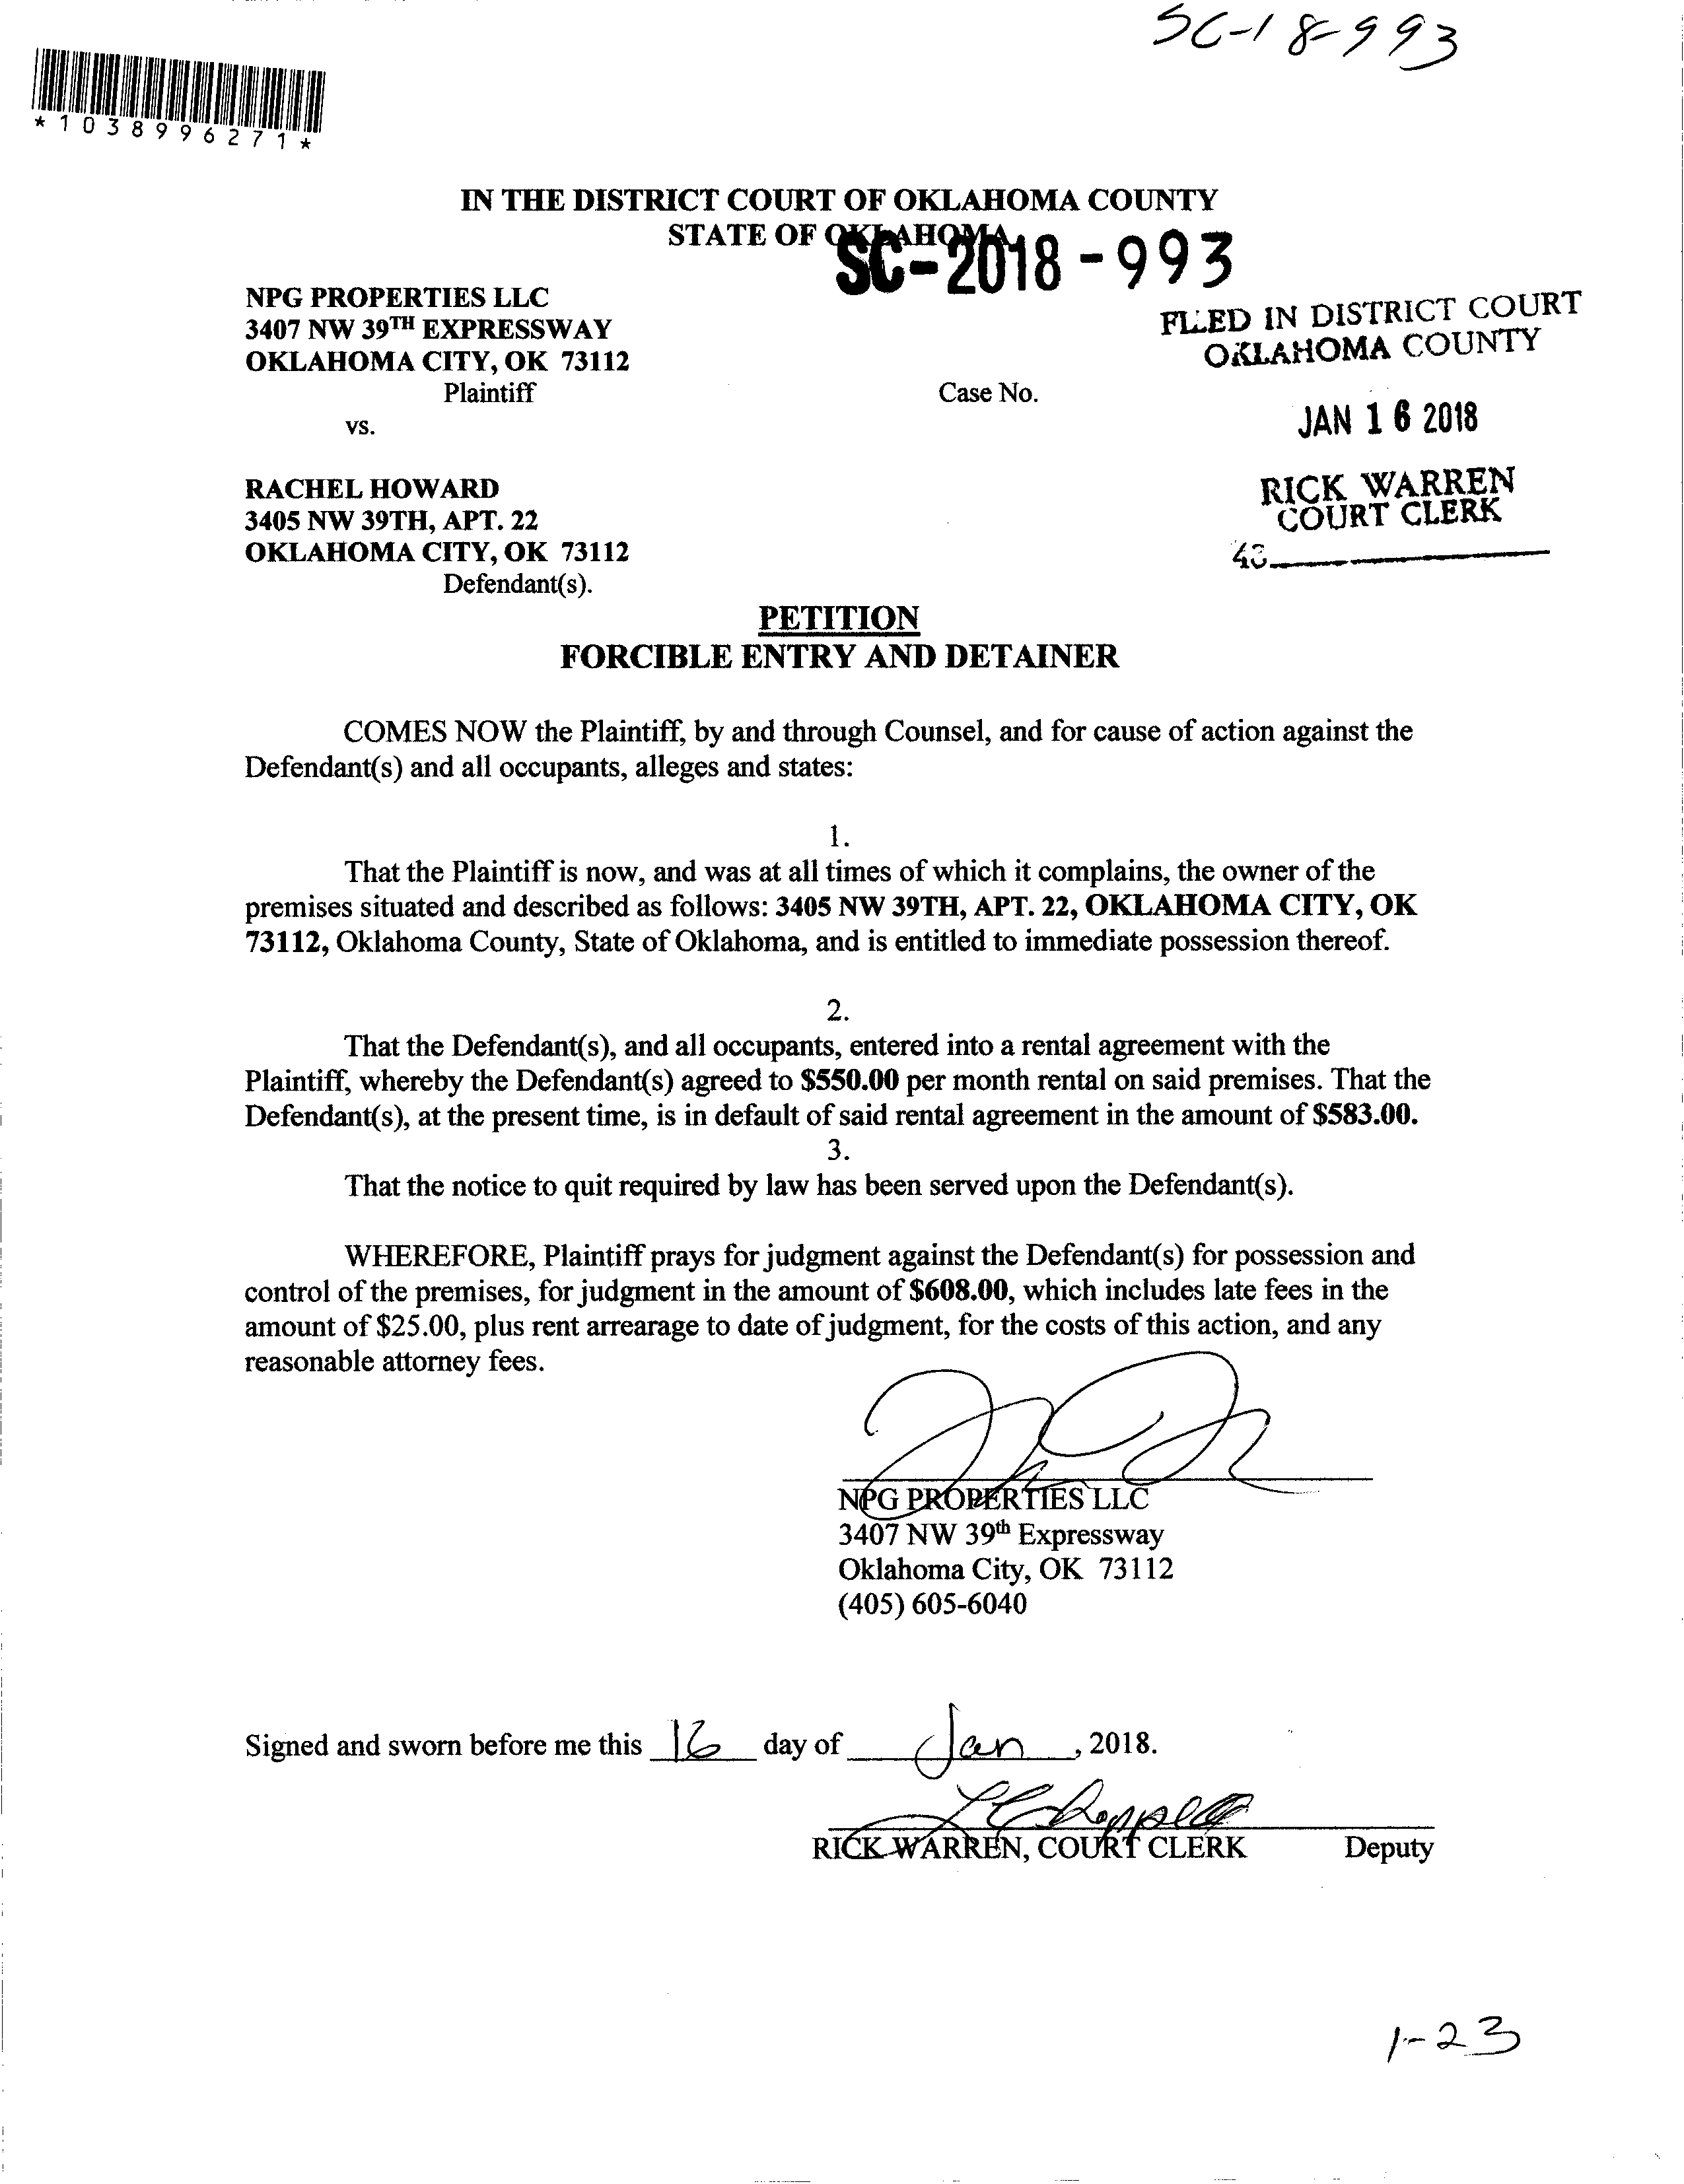 SC-18-993
*1038996271*
IN THE DISTRICT COURT OF OKLAHOMA COUNTY
STATE OF OKLAHOMA
SC-2018-993
NPG PROPERTIES LLC
3407 NW 39TH EXPRESSWAY
OKLAHOMA CITY, OK 73112
Plaintiff
Case No.
vs.
FILED IN DISTRICT COURT
OKLAHOMA COUNTY
JAN 16 2018
RICK WARREN
COURT CLERK
43
RACHEL HOWARD
3405 NW 39TH, APT. 22
OKLAHOMA CITY, OK 73112
Defendant(s).
PETITION
FORCIBLE ENTRY AND DETAINER
COMES NOW the Plaintiff, by and through Counsel, and for cause of action against the
Defendant(s) and all occupants, alleges and states:
1.
That the Plaintiff is now, and was at all times of which it complains, the owner of the
premises situated and described as follows: 3405 NW 39TH, APT. 22, OKLAHOMA CITY, OK
73112, Oklahoma County, State of Oklahoma, and is entitled to immediate possession thereof.
2.
That the Defendant(s), and all occupants, entered into a rental agreement with the
Plaintiff, whereby the Defendant(s) agreed to $550.00 per month rental on said premises. That the
Defendant(s), at the present time, is in default of said rental agreement in the amount of $583.00.
3.
That the notice to quit required by law has been served upon the Defendant(s).
WHEREFORE, Plaintiff prays for judgment against the Defendant(s) for possession and
control of the premises, for judgment in the amount of $608.00, which includes late fees in the
amount of $25.00, plus rent arrearage to date of judgment, for the costs of this action, and any
reasonable attorney fees.
NPG PROPERTIES LLC
3407 NW 39th Expressway
Oklahoma City, OK 73112
(405) 605-6040
Signed and sworn before me this 16 day of Jan, 2018.
RICK WARREN, COURT CLERK Deputy
1-23